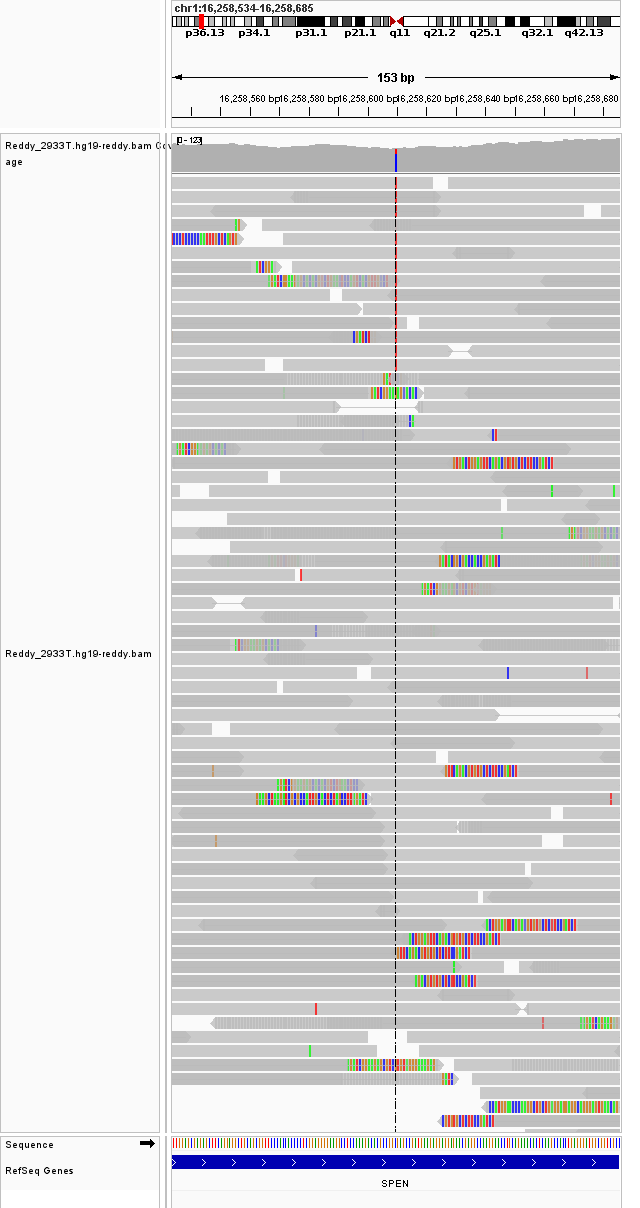 chr1:16,258,534-16,258,685
p36.13 p34.1 p31.1 p21.1 q11 q21.2 q25.1 q32.1 q42.13
153 bp
16,258,560 bp 16,258,580 bp 16,258,600 bp 16,258,620 bp 16,258,640 bp 16,258,660 bp 16,258,680
[0 - 123]
Reddy_2933T.hg19-reddy.bam Cov
age
Reddy_2933T.hg19-reddy.bam
Sequence
RefSeq Genes
SPEN